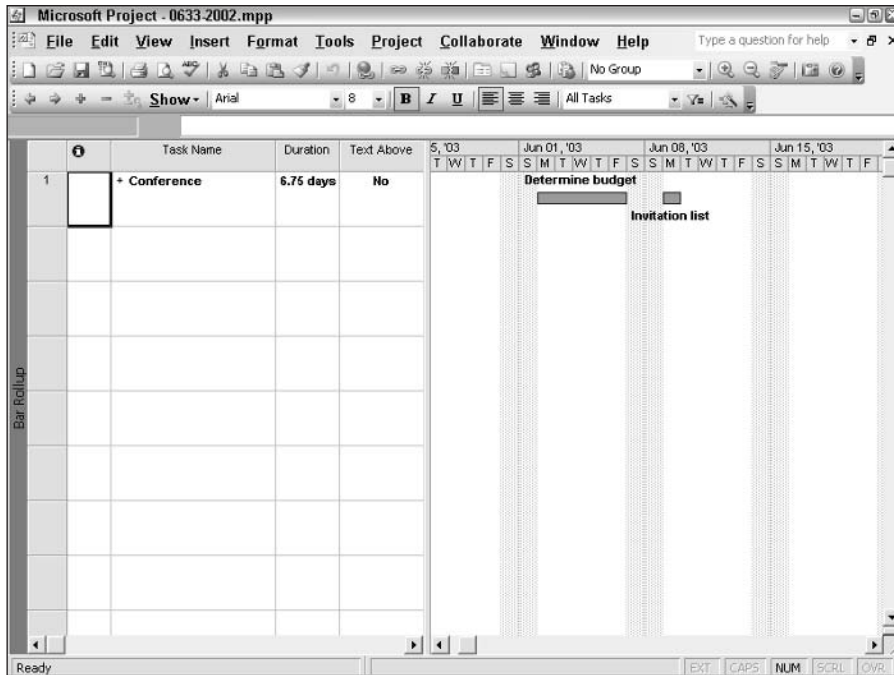 Microsoft Project - 0633-2002.mpp
File Edit View Insert Format Tools Project Collaborate Window Help Type a question for help
No Group
Show Arial 8 B I U All Tasks
Task Name Duration Text Above
5, '03 Jun 01, '03 Jun 08, '03 Jun 15, '03
T W T F S S M T W T F S S M T W T F S S M T W T F
1 + Conference 6.75 days No
Determine budget
Invitation list
Bar Rollup
Ready EXT CAPS NUM SCRL OVR